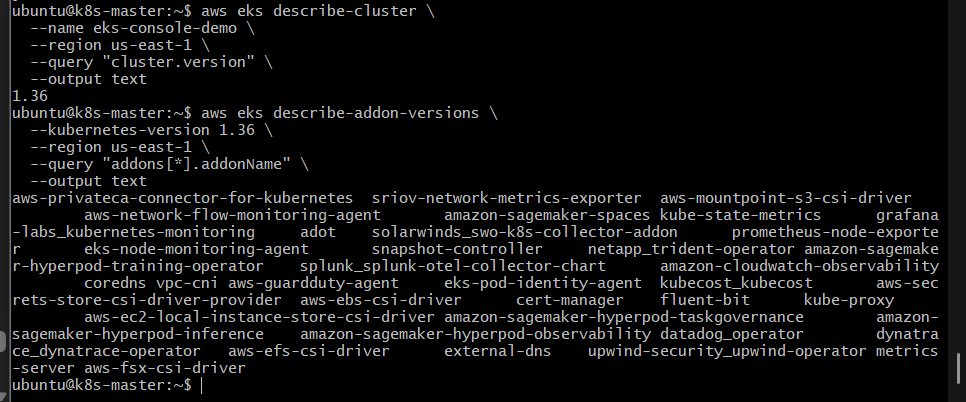 ubuntu@k8s-master:~$ aws eks describe-cluster \
  --name eks-console-demo \
  --region us-east-1 \
  --query "cluster.version" \
  --output text
1.36
ubuntu@k8s-master:~$ aws eks describe-addon-versions \
  --kubernetes-version 1.36 \
  --region us-east-1 \
  --query "addons[*].addonName" \
  --output text
aws-privateca-connector-for-kubernetes  sriov-network-metrics-exporter  aws-mountpoint-s3-csi-driver
        aws-network-flow-monitoring-agent       amazon-sagemaker-spaces kube-state-metrics      grafana
-labs_kubernetes-monitoring     adot    solarwinds_swo-k8s-collector-addon      prometheus-node-exporte
r       eks-node-monitoring-agent       snapshot-controller     netapp_trident-operator amazon-sagemake
r-hyperpod-training-operator    splunk_splunk-otel-collector-chart      amazon-cloudwatch-observability
        coredns vpc-cni aws-guardduty-agent     eks-pod-identity-agent  kubecost_kubecost       aws-sec
rets-store-csi-driver-provider  aws-ebs-csi-driver      cert-manager    fluent-bit      kube-proxy
        aws-ec2-local-instance-store-csi-driver amazon-sagemaker-hyperpod-taskgovernance        amazon-
sagemaker-hyperpod-inference    amazon-sagemaker-hyperpod-observability datadog_operator        dynatra
ce_dynatrace-operator   aws-efs-csi-driver      external-dns    upwind-security_upwind-operator metrics
-server aws-fsx-csi-driver
ubuntu@k8s-master:~$